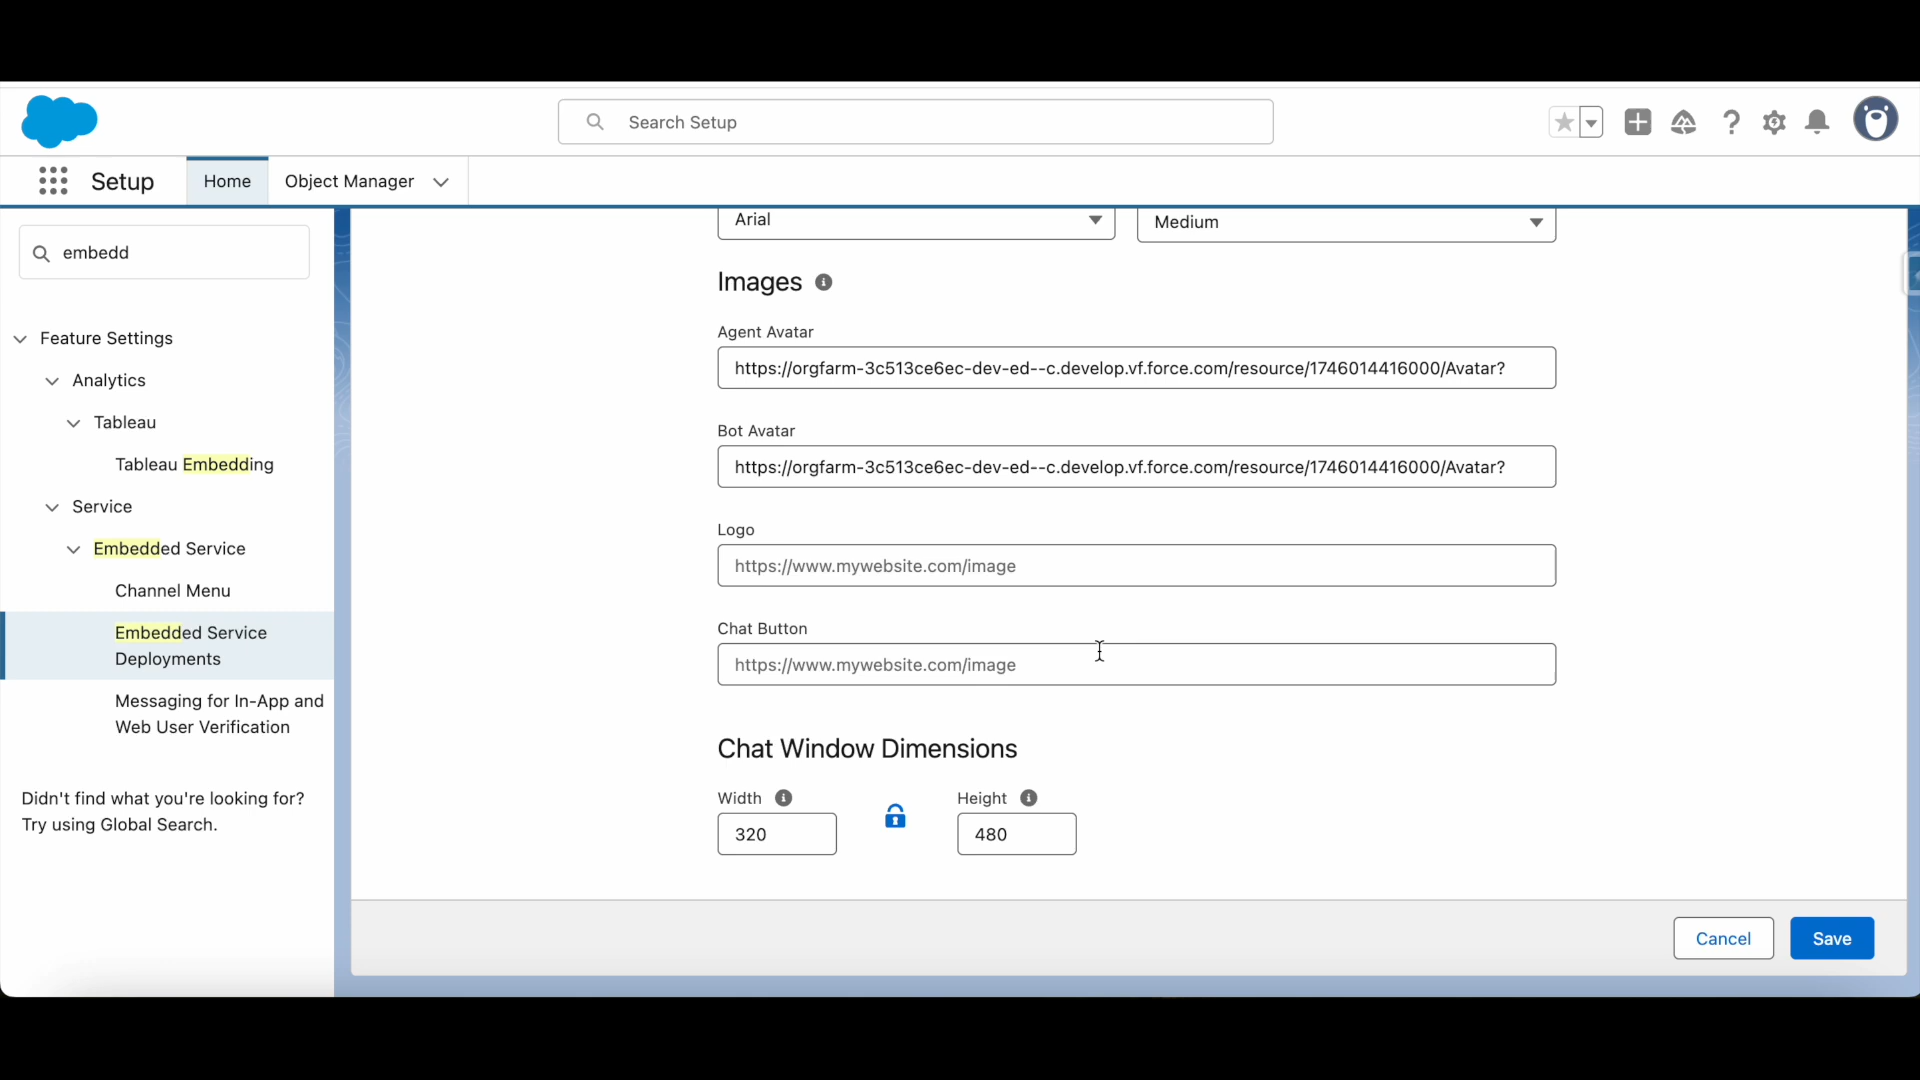 Search Setup
Setup
Home
Object Manager
embedd
Feature Settings
Analytics
Tableau
Tableau Embedding
Service
Embedded Service
Channel Menu
Embedded Service
Deployments
Messaging for In-App and
Web User Verification
Didn't find what you're looking for?
Try using Global Search.
Arial
Medium
Images
Agent Avatar
https://orgfarm-3c513ce6ec-dev-ed--c.develop.vf.force.com/resource/1746014416000/Avatar?
Bot Avatar
https://orgfarm-3c513ce6ec-dev-ed--c.develop.vf.force.com/resource/1746014416000/Avatar?
Logo
https://www.mywebsite.com/image
Chat Button
https://www.mywebsite.com/image
Chat Window Dimensions
Width
Height
320
480
Cancel
Save